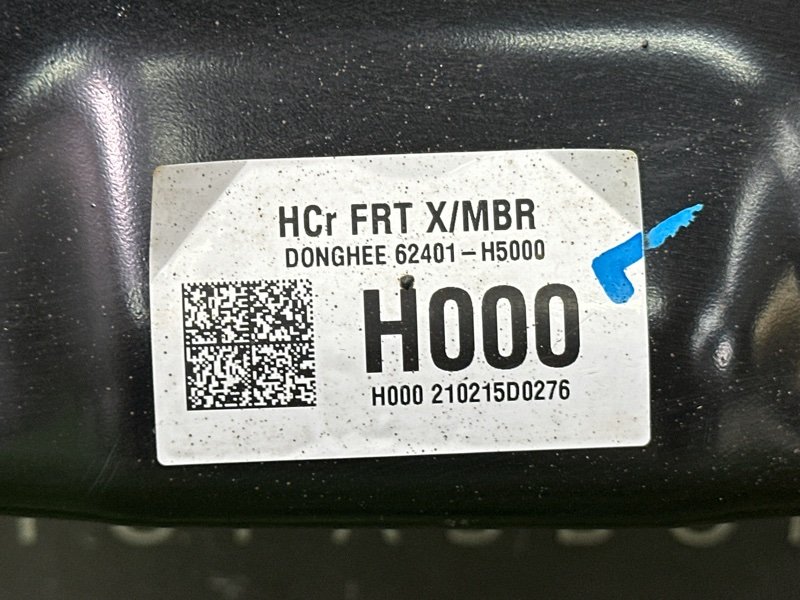 HCr FRT X/MBR
DONGHEE 62401-H5000
H000
H000 210215D0276